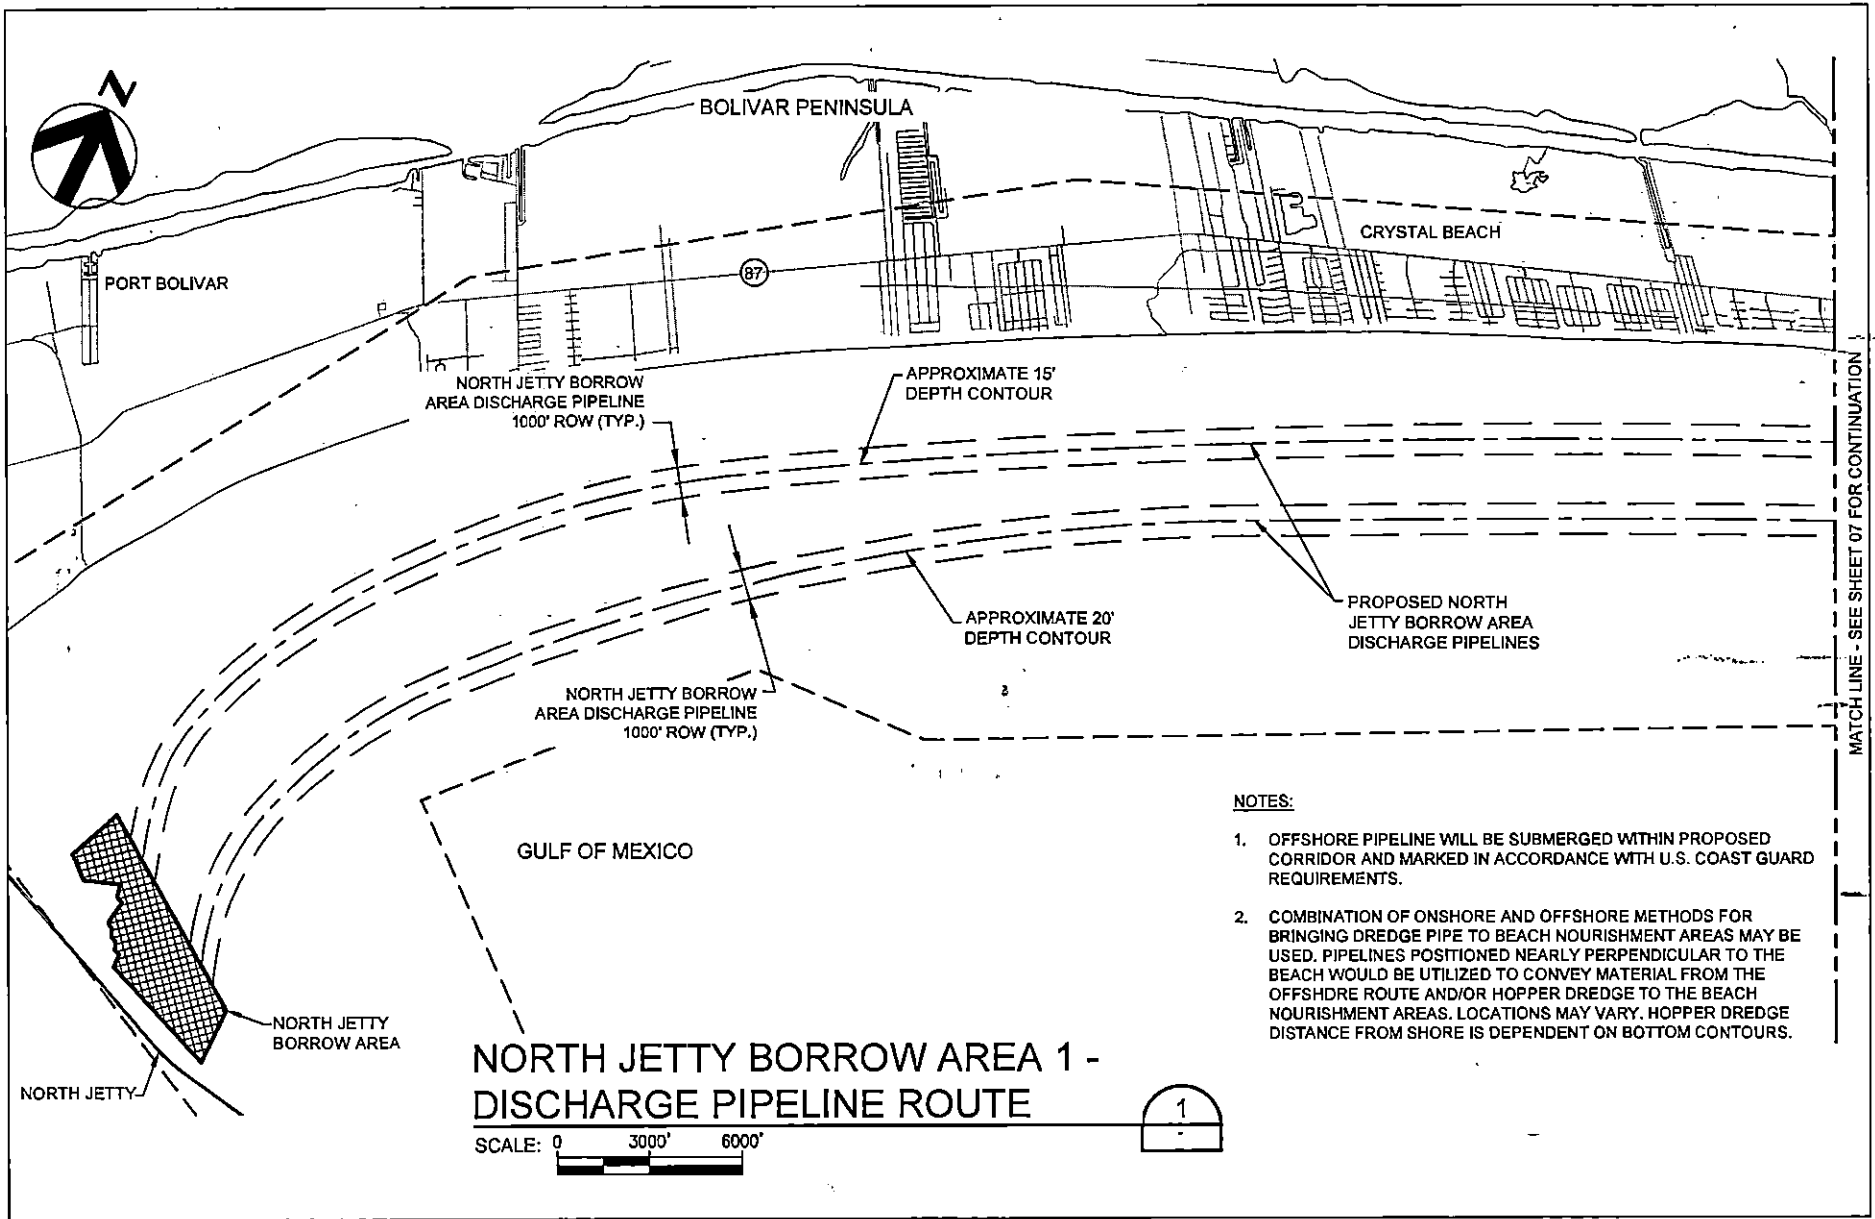 N
BOLIVAR PENINSULA
CRYSTAL BEACH
PORT BOLIVAR
87
NORTH JETTY BORROW
AREA DISCHARGE PIPELINE
1000' ROW (TYP.)
APPROXIMATE 15'
DEPTH CONTOUR
MATCH LINE - SEE SHEET 07 FOR CONTINUATION
APPROXIMATE 20'
DEPTH CONTOUR
PROPOSED NORTH
JETTY BORROW AREA
DISCHARGE PIPELINES
NORTH JETTY BORROW
AREA DISCHARGE PIPELINE
1000' ROW (TYP.)
GULF OF MEXICO
NOTES:
1. OFFSHORE PIPELINE WILL BE SUBMERGED WITHIN PROPOSED
CORRIDOR AND MARKED IN ACCORDANCE WITH U.S. COAST GUARD
REQUIREMENTS.
2. COMBINATION OF ONSHORE AND OFFSHORE METHODS FOR
BRINGING DREDGE PIPE TO BEACH NOURISHMENT AREAS MAY BE
USED. PIPELINES POSITIONED NEARLY PERPENDICULAR TO THE
BEACH WOULD BE UTILIZED TO CONVEY MATERIAL FROM THE
OFFSHORE ROUTE AND/OR HOPPER DREDGE TO THE BEACH
NOURISHMENT AREAS. LOCATIONS MAY VARY. HOPPER DREDGE
DISTANCE FROM SHORE IS DEPENDENT ON BOTTOM CONTOURS.
NORTH JETTY
BORROW AREA
NORTH JETTY
NORTH JETTY BORROW AREA 1 -
DISCHARGE PIPELINE ROUTE
1
-
SCALE: 0 3000' 6000'